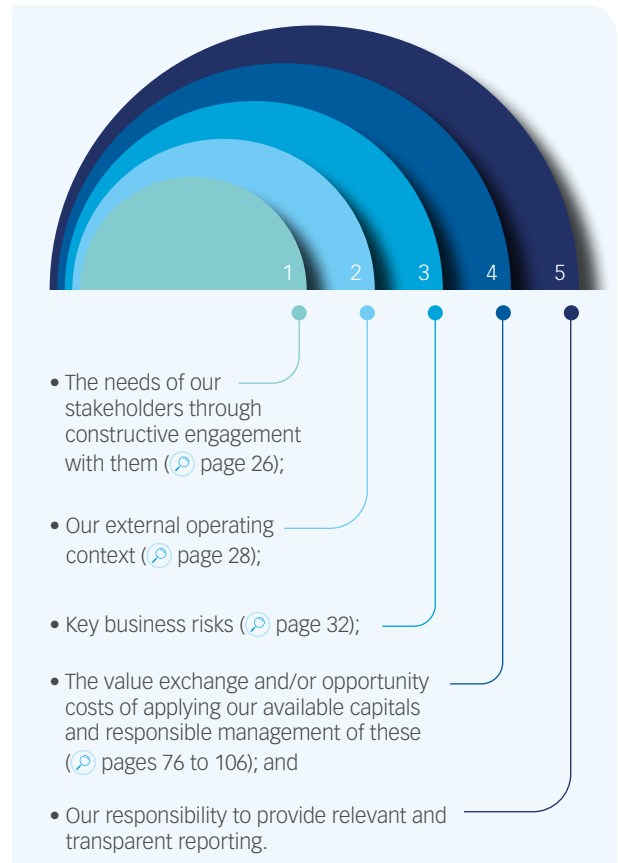 1 2 3 4 5
• The needs of our
stakeholders through
constructive engagement
with them ( page 26);
• Our external operating
context ( page 28);
• Key business risks ( page 32);
• The value exchange and/or opportunity
costs of applying our available capitals
and responsible management of these
( pages 76 to 106); and
• Our responsibility to provide relevant and
transparent reporting.